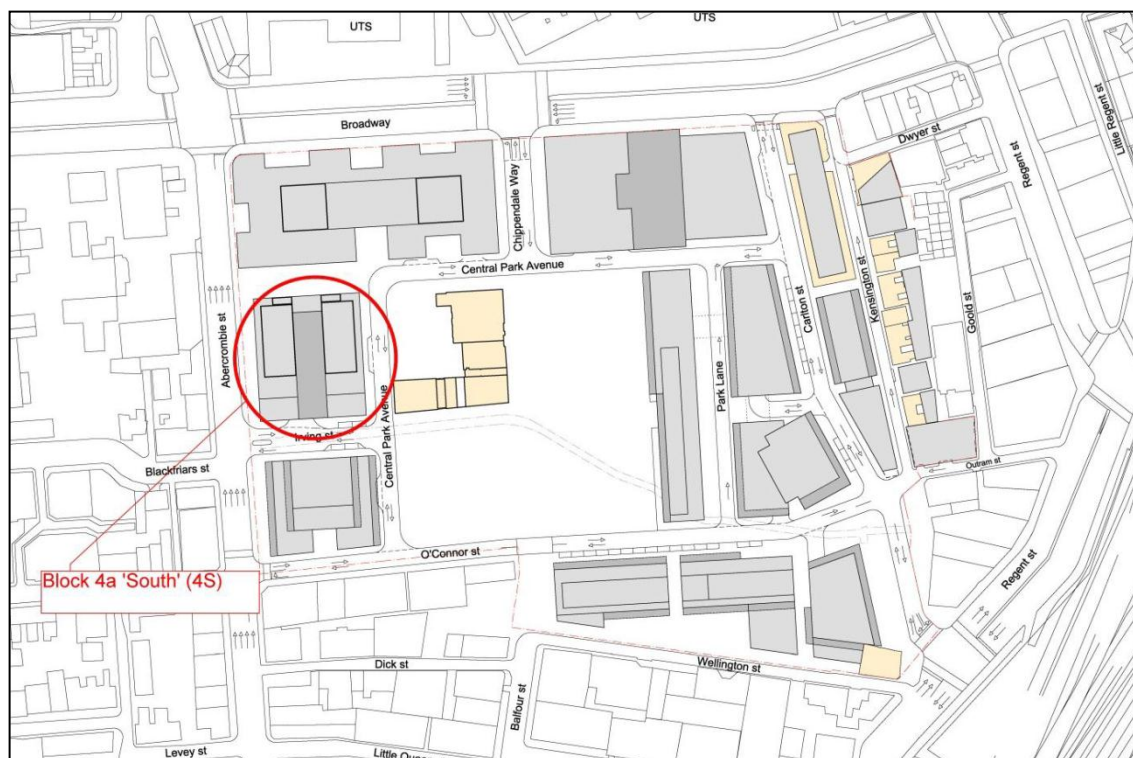 UTS
UTS
Broadway
Little Regent st
Dwyer st
Regent st
Chippendale Way
Central Park Avenue
Abercrombie st
Carlton st
Kensington st
Goold st
Central Park Avenue
Park Lane
Irving st
Blackfriars st
Outram st
O'Connor st
Block 4a 'South' (4S)
Regent st
Dick st
Wellington st
Balfour st
Levey st